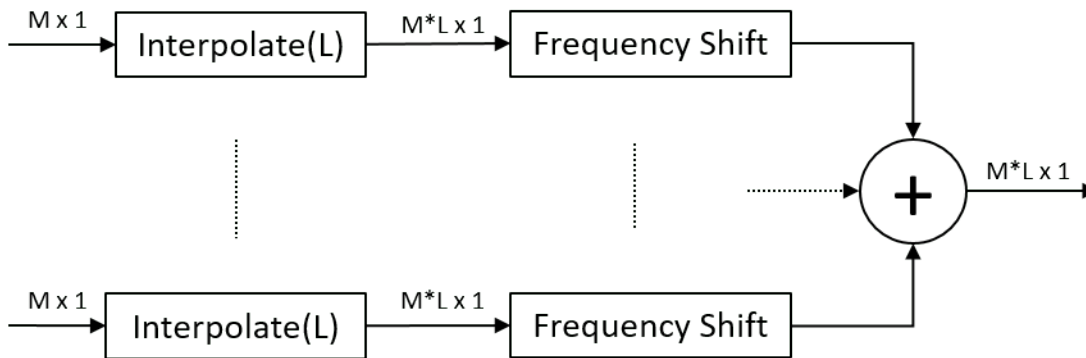 M x 1
Interpolate(L)
M*L x 1
Frequency Shift
+
M*L x 1
M x 1
Interpolate(L)
M*L x 1
Frequency Shift